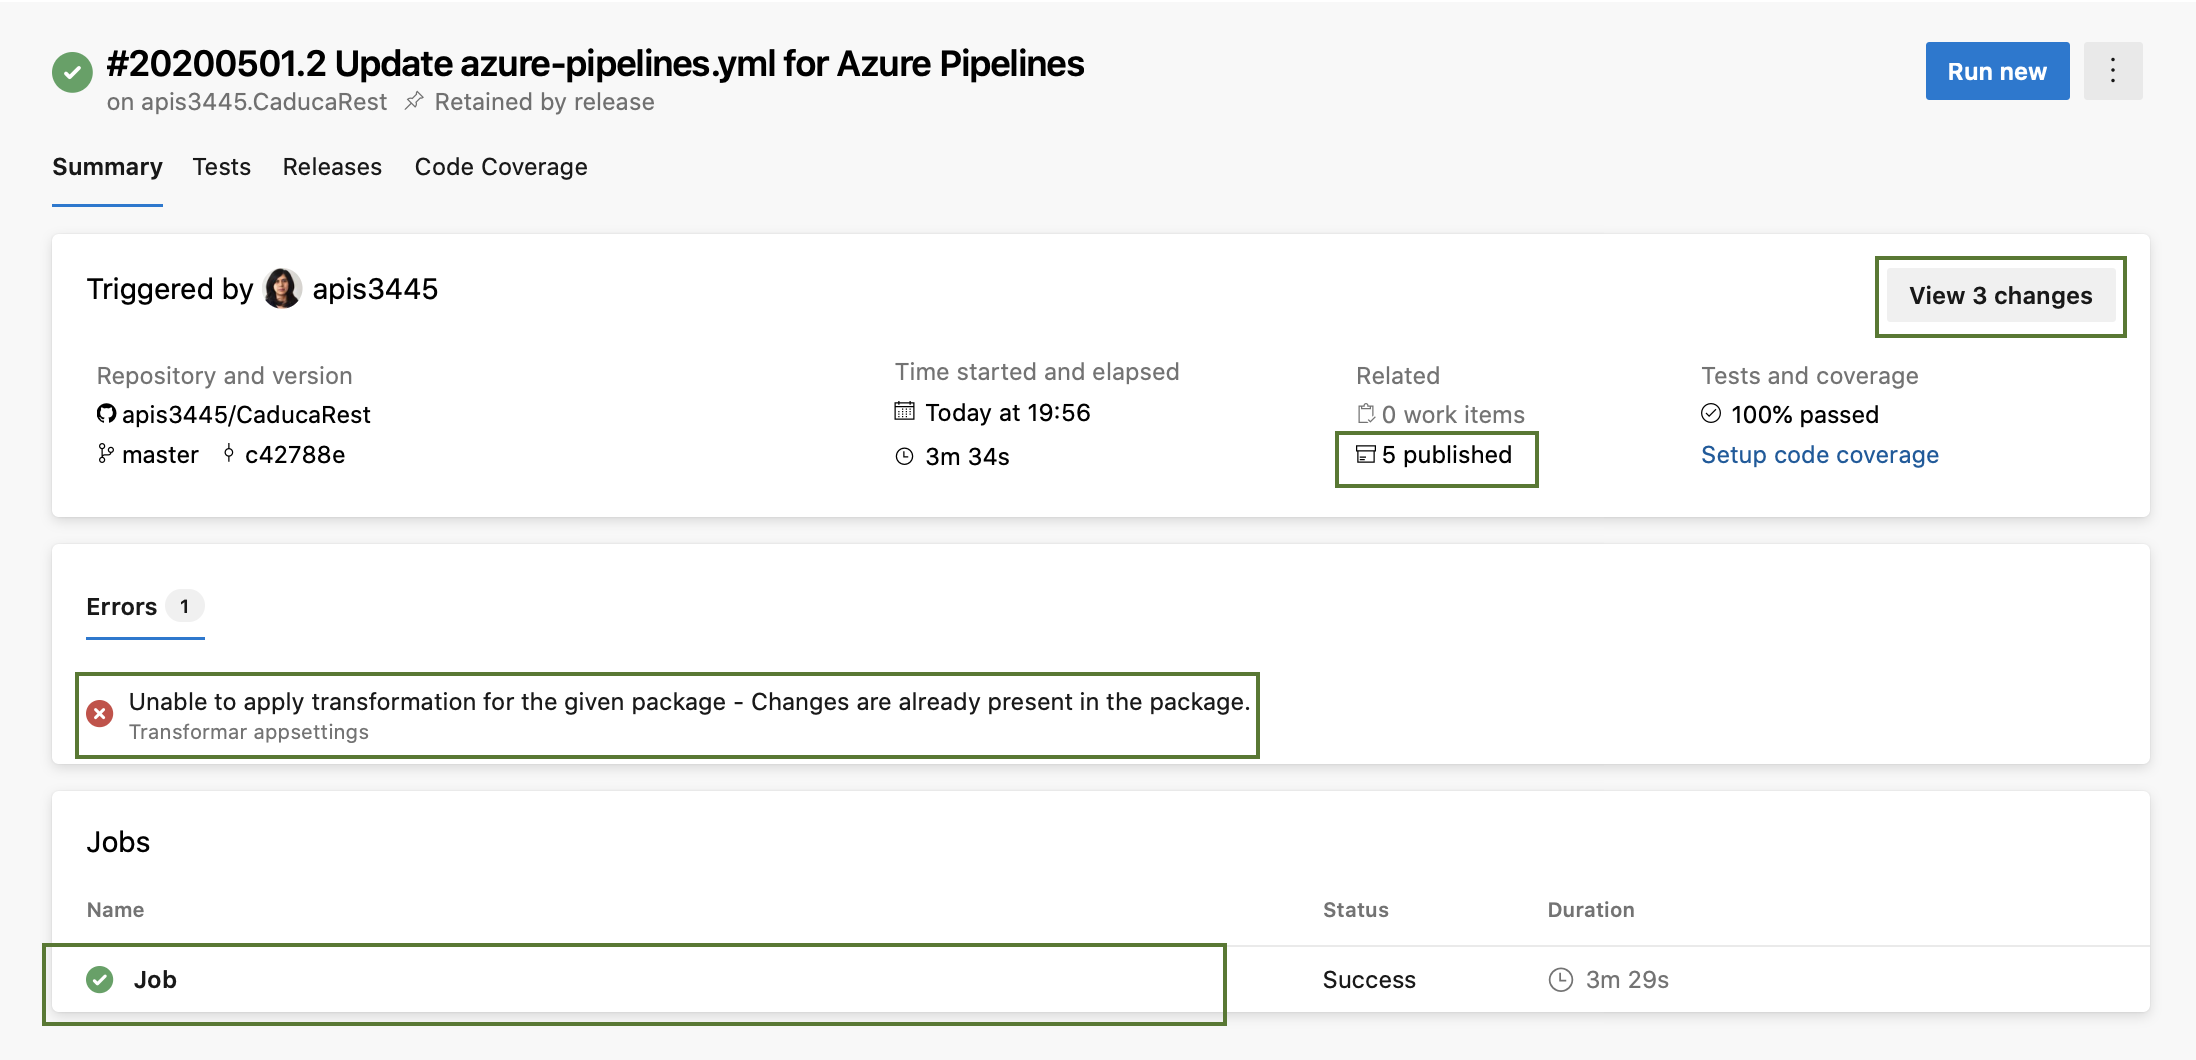 #20200501.2 Update azure-pipelines.yml for Azure Pipelines
on apis3445.CaducaRest Retained by release
Run new
Summary Tests Releases Code Coverage
Triggered by apis3445
View 3 changes
Repository and version
apis3445/CaducaRest
master c42788e
Time started and elapsed
Today at 19:56
3m 34s
Related
0 work items
5 published
Tests and coverage
100% passed
Setup code coverage
Errors 1
Unable to apply transformation for the given package - Changes are already present in the package.
Transformar appsettings
Jobs
Name Status Duration
Job Success 3m 29s